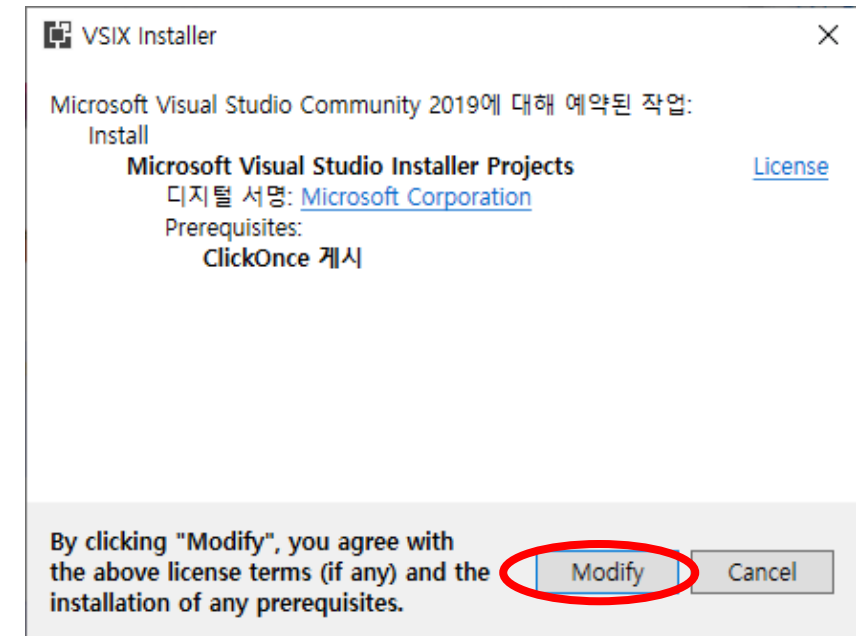 VSIX Installer
Microsoft Visual Studio Community 2019에 대해 예약된 작업:
Install
Microsoft Visual Studio Installer Projects License
디지털 서명: Microsoft Corporation
Prerequisites:
ClickOnce 게시
By clicking "Modify", you agree with
the above license terms (if any) and the
installation of any prerequisites.
Modify Cancel